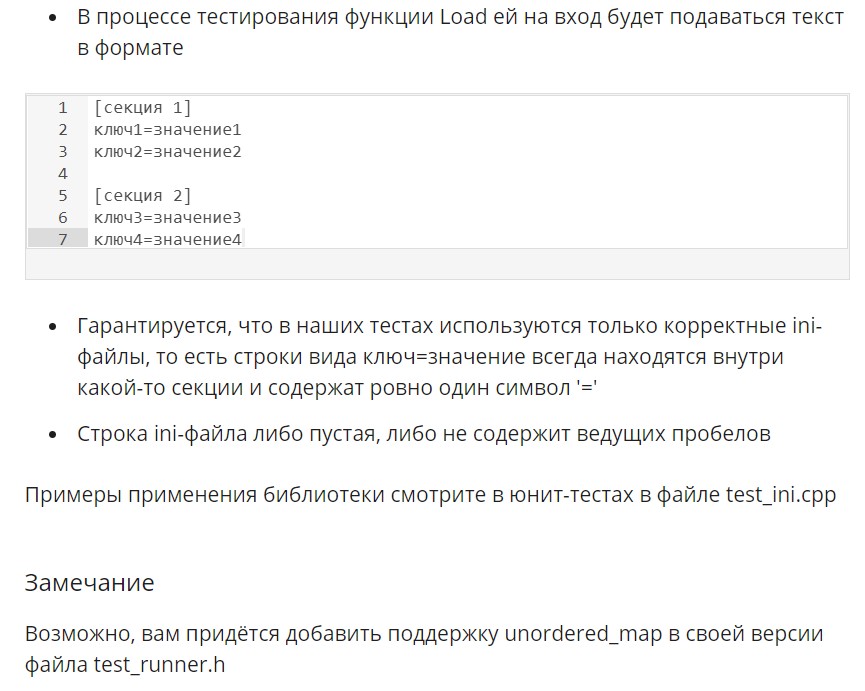 • В процессе тестирования функции Load ей на вход будет подаваться текст
в формате
1 [секция 1]
2 ключ1=значение1
3 ключ2=значение2
4
5 [секция 2]
6 ключ3=значение3
7 ключ4=значение4
• Гарантируется, что в наших тестах используются только корректные ini-
файлы, то есть строки вида ключ=значение всегда находятся внутри
какой-то секции и содержат ровно один символ '='
• Строка ini-файла либо пустая, либо не содержит ведущих пробелов
Примеры применения библиотеки смотрите в юнит-тестах в файле test_ini.cpp
Замечание
Возможно, вам придётся добавить поддержку unordered_map в своей версии
файла test_runner.h